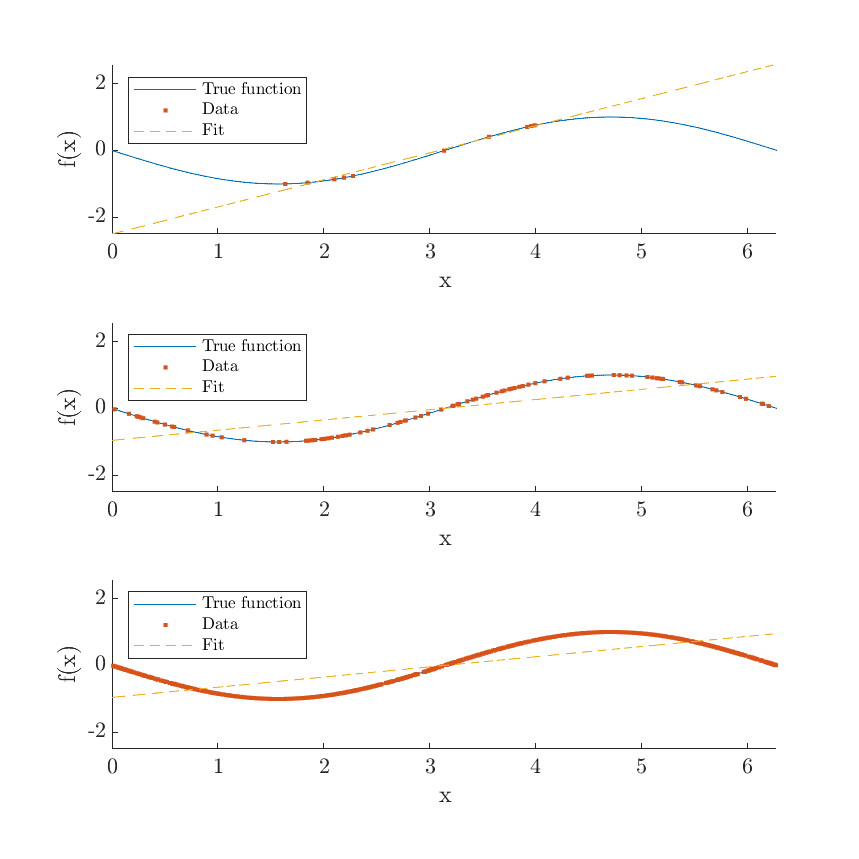 True function
Data
Fit
2
0
-2
f(x)
0 1 2 3 4 5 6
x
True function
Data
Fit
2
0
-2
f(x)
0 1 2 3 4 5 6
x
True function
Data
Fit
2
0
-2
f(x)
0 1 2 3 4 5 6
x